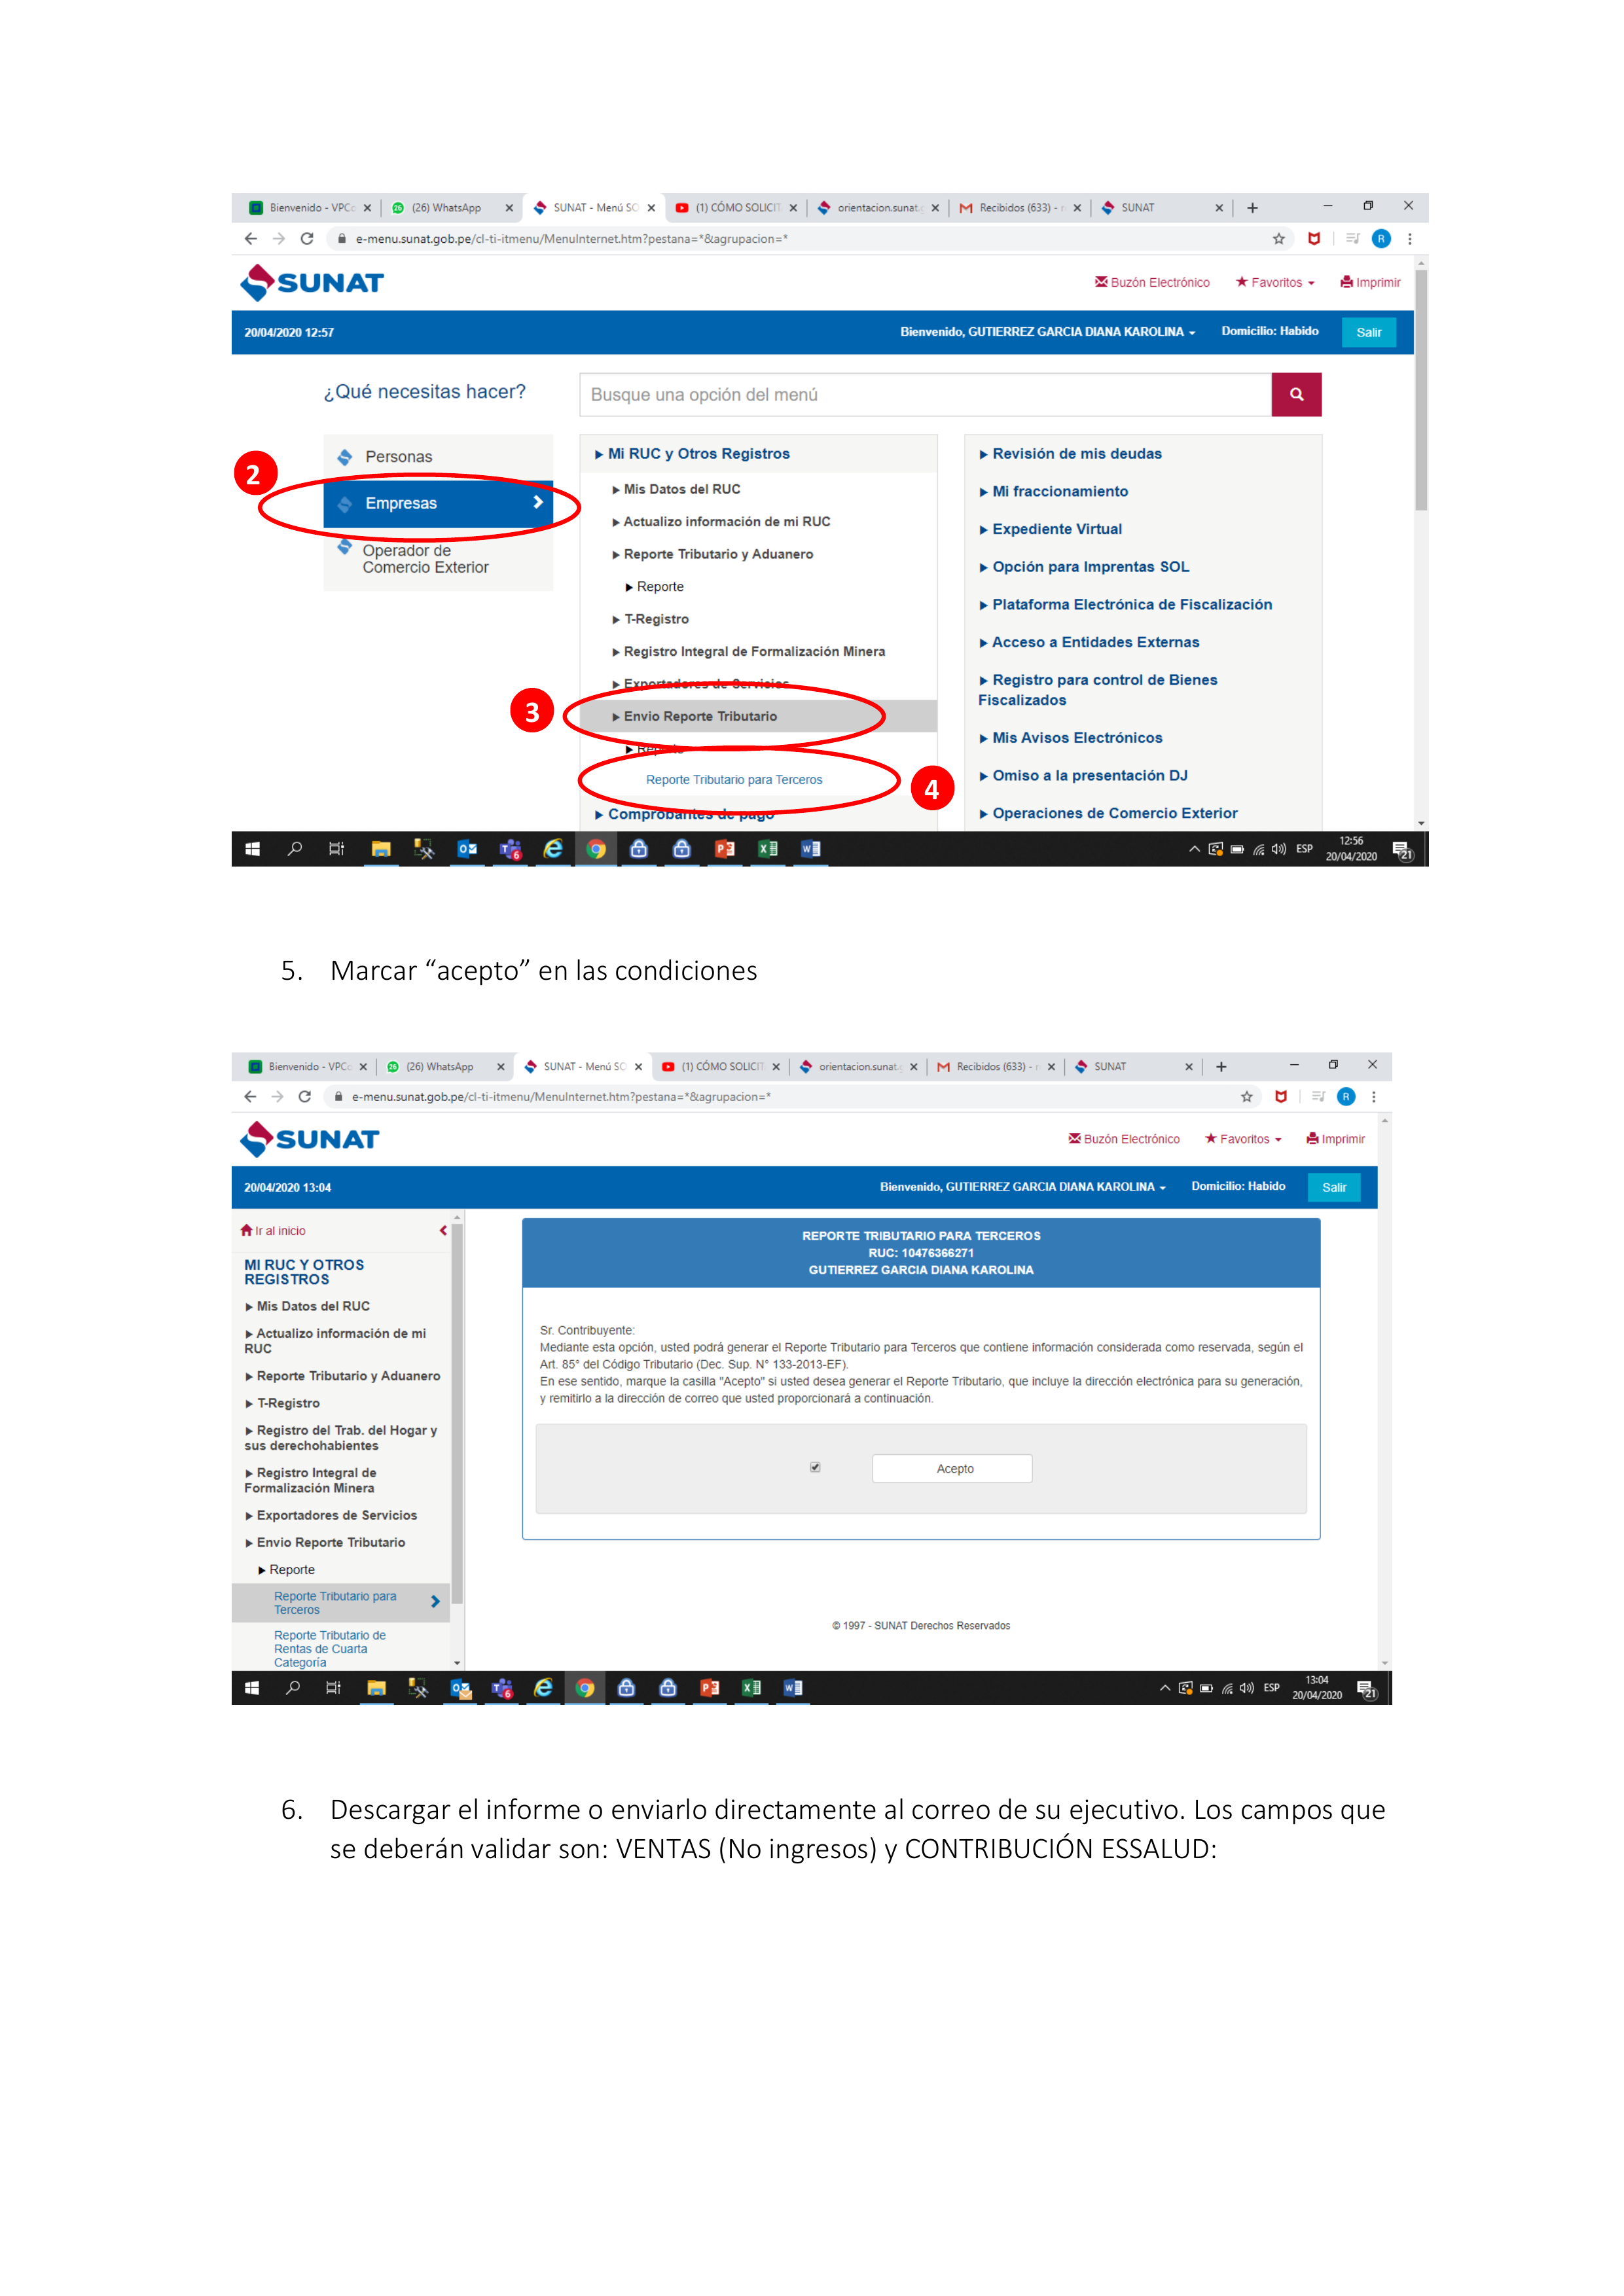 Bienvenido - VPC
(26) WhatsApp
SUNAT - Menú SO
(1) CÓMO SOLICIT
orientacion.sunat.
Recibidos (633) -
SUNAT
e-menu.sunat.gob.pe/cl-ti-itmenu/MenuInternet.htm?pestana=*&agrupacion=*
R
SUNAT
Buzón Electrónico
Favoritos
Imprimir
20/04/2020 12:57
Bienvenido, GUTIERREZ GARCIA DIANA KAROLINA
Domicilio: Habido
Salir
¿Qué necesitas hacer?
Busque una opción del menú
2
Personas
Empresas
Operador de
Comercio Exterior
Mi RUC y Otros Registros
Mis Datos del RUC
Actualizo información de mi RUC
Reporte Tributario y Aduanero
Reporte
T-Registro
Registro Integral de Formalización Minera
Exportadores de Servicios
3
Envio Reporte Tributario
Reporte
Reporte Tributario para Terceros
4
Comprobantes de pago
Revisión de mis deudas
Mi fraccionamiento
Expediente Virtual
Opción para Imprentas SOL
Plataforma Electrónica de Fiscalización
Acceso a Entidades Externas
Registro para control de Bienes
Fiscalizados
Mis Avisos Electrónicos
Omiso a la presentación DJ
Operaciones de Comercio Exterior
ESP
12:56
20/04/2020
21
5. Marcar “acepto” en las condiciones
Bienvenido - VPC
(26) WhatsApp
SUNAT - Menú SO
(1) CÓMO SOLICIT
orientacion.sunat.
Recibidos (633) -
SUNAT
e-menu.sunat.gob.pe/cl-ti-itmenu/MenuInternet.htm?pestana=*&agrupacion=*
R
SUNAT
Buzón Electrónico
Favoritos
Imprimir
20/04/2020 13:04
Bienvenido, GUTIERREZ GARCIA DIANA KAROLINA
Domicilio: Habido
Salir
Ir al inicio
MI RUC Y OTROS
REGISTROS
Mis Datos del RUC
Actualizo información de mi
RUC
Reporte Tributario y Aduanero
T-Registro
Registro del Trab. del Hogar y
sus derechohabientes
Registro Integral de
Formalización Minera
Exportadores de Servicios
Envio Reporte Tributario
Reporte
Reporte Tributario para
Terceros
Reporte Tributario de
Rentas de Cuarta
Categoría
REPORTE TRIBUTARIO PARA TERCEROS
RUC: 10476366271
GUTIERREZ GARCIA DIANA KAROLINA
Sr. Contribuyente:
Mediante esta opción, usted podrá generar el Reporte Tributario para Terceros que contiene información considerada como reservada, según el
Art. 85° del Código Tributario (Dec. Sup. N° 133-2013-EF).
En ese sentido, marque la casilla "Acepto" si usted desea generar el Reporte Tributario, que incluye la dirección electrónica para su generación,
y remitirlo a la dirección de correo que usted proporcionará a continuación.
Acepto
© 1997 - SUNAT Derechos Reservados
ESP
13:04
20/04/2020
21
6. Descargar el informe o enviarlo directamente al correo de su ejecutivo. Los campos que
se deberán validar son: VENTAS (No ingresos) y CONTRIBUCIÓN ESSALUD: